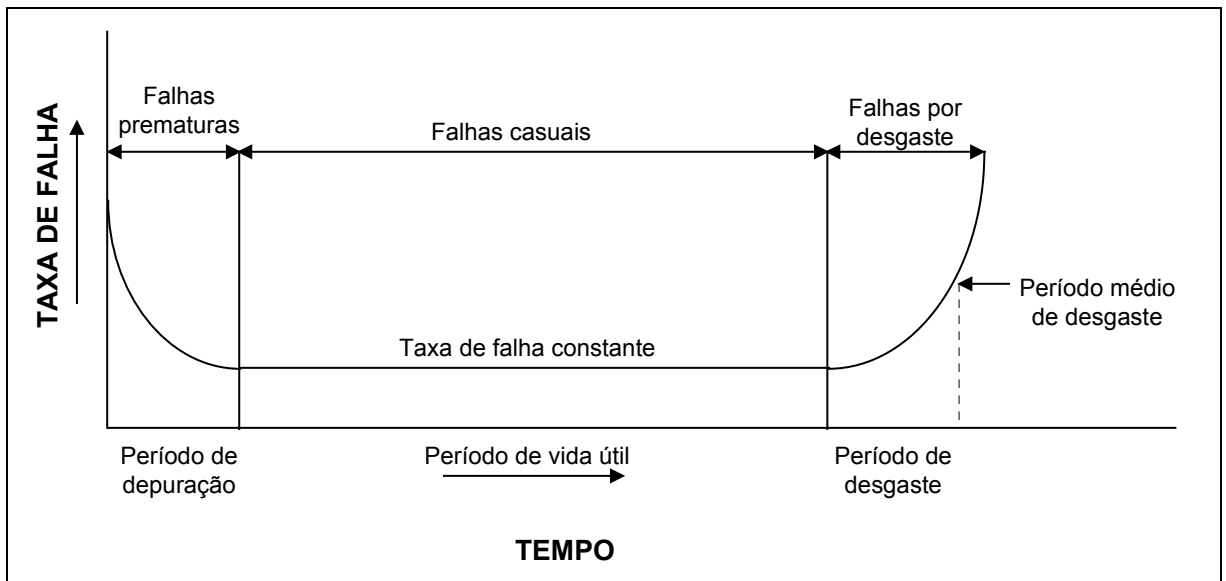 Falhas
prematuras
Falhas casuais
Falhas por
desgaste
TAXA DE FALHA
Período médio
de desgaste
Taxa de falha constante
Período de
depuração
Período de vida útil
Período de
desgaste
TEMPO